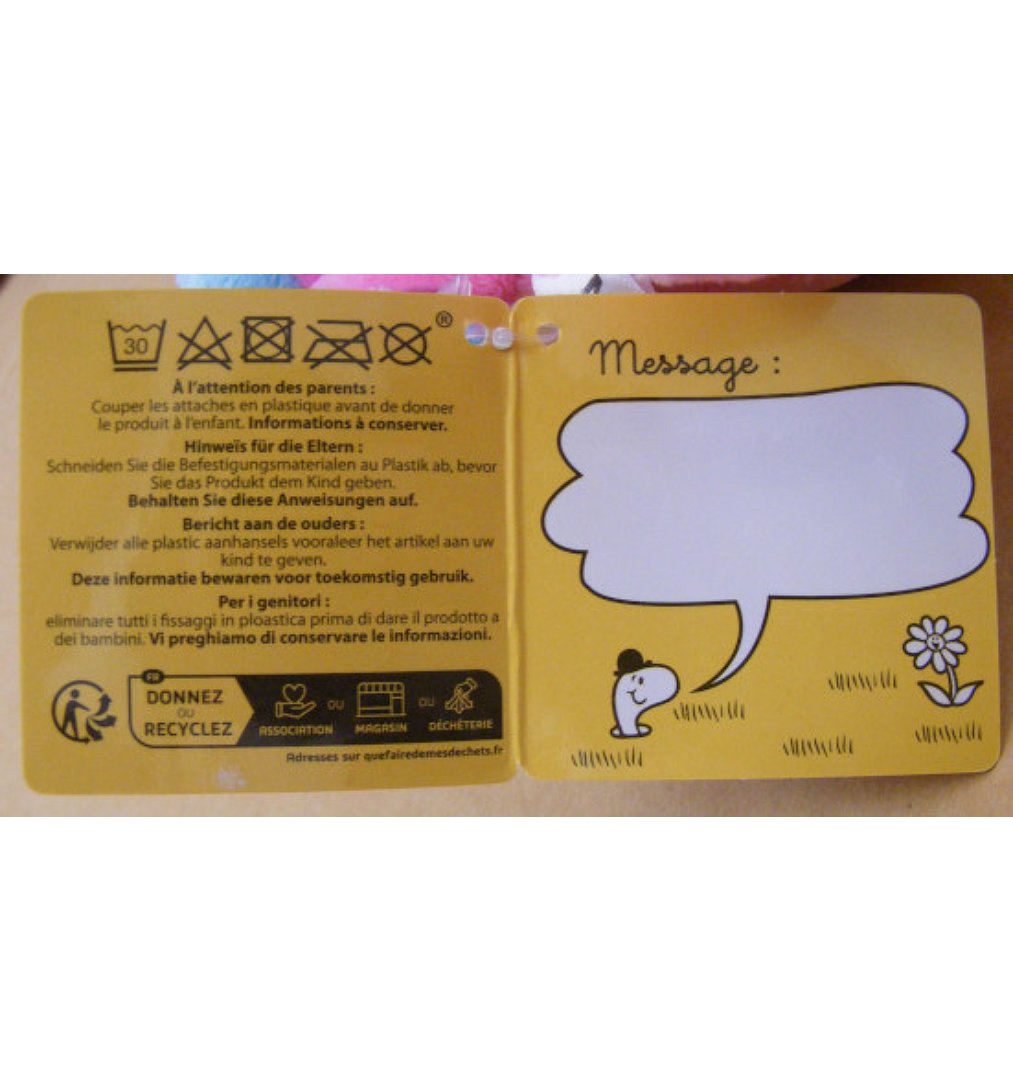 30
®
À l'attention des parents :
Couper les attaches en plastique avant de donner
le produit à l'enfant. Informations à conserver.
Hinweïs für die Eltern :
Schneiden Sie die Befestigungsmaterialen au Plastik ab, bevor
Sie das Produkt dem Kind geben.
Behalten Sie diese Anweisungen auf.
Bericht aan de ouders :
Verwijder alle plastic aanhansels vooraleer het artikel aan uw
kind te geven.
Deze informatie bewaren voor toekomstig gebruik.
Per i genitori :
eliminare tutti i fissaggi in ploastica prima di dare il prodotto a
dei bambini. Vi preghiamo di conservare le informazioni.
FR
DONNEZ
OU
RECYCLEZ
ASSOCIATION
OU
MAGASIN
OU
DÉCHÈTERIE
Adresses sur quefairedemesdechets.fr
Message :